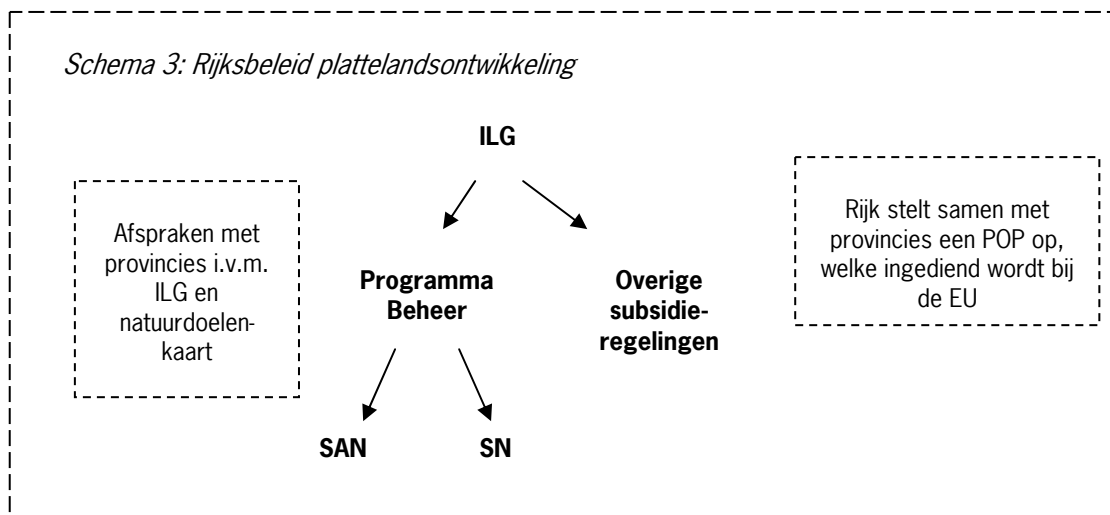 Schema 3: Rijksbeleid plattelandsontwikkeling
ILG
Afspraken met
provincies i.v.m.
ILG en
natuurdoelen-
kaart
Programma
Beheer
Overige
subsidie-
regelingen
Rijk stelt samen met
provincies een POP op,
welke ingediend wordt bij
de EU
SAN
SN